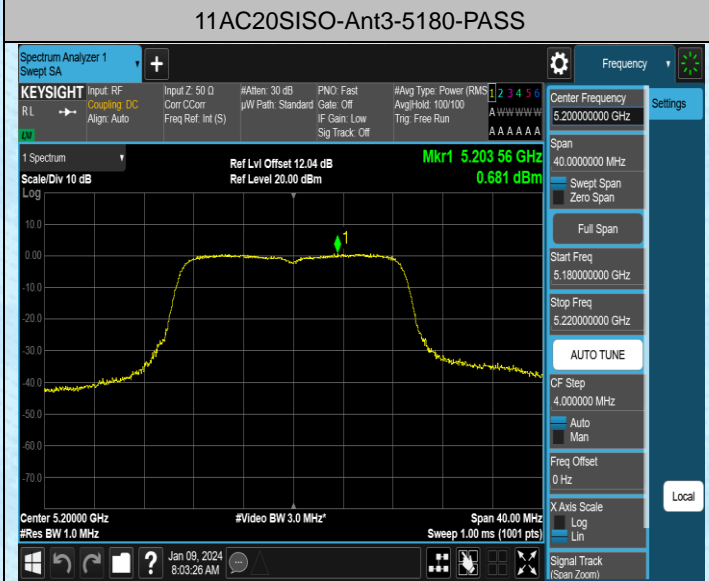 11AC20SISO-Ant3-5180-PASS
Spectrum Analyzer 1
Swept SA
+
Frequency
KEYSIGHT
RL
LXI
Input: RF
Coupling: DC
Align: Auto
Input Z: 50 Ω
Corr CCorr
Freq Ref: Int (S)
#Atten: 30 dB
µW Path: Standard
PNO: Fast
Gate: Off
IF Gain: Low
Sig Track: Off
#Avg Type: Power (RMS
Avg|Hold: 100/100
Trig: Free Run
1 2 3 4 5 6
A W W W W W
A A A A A A
Center Frequency
5.200000000 GHz
Settings
Span
40.0000000 MHz
Swept Span
Zero Span
Full Span
Start Freq
5.180000000 GHz
Stop Freq
5.220000000 GHz
AUTO TUNE
CF Step
4.000000 MHz
Auto
Man
Freq Offset
0 Hz
X Axis Scale
Log
Lin
Signal Track
(Span Zoom)
Local
1 Spectrum
Scale/Div 10 dB
Ref Lvl Offset 12.04 dB
Ref Level 20.00 dBm
Mkr1 5.203 56 GHz
0.681 dBm
Log
10.0
0.00
-10.0
-20.0
-30.0
-40.0
-50.0
-60.0
-70.0
1
Center 5.20000 GHz
#Res BW 1.0 MHz
#Video BW 3.0 MHz*
Span 40.00 MHz
Sweep 1.00 ms (1001 pts)
?
Jan 09, 2024
8:03:26 AM